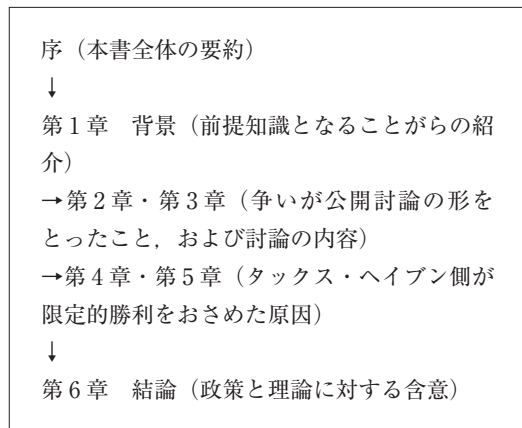 序（本書全体の要約）
↓
第１章　背景（前提知識となることがらの紹
介）
→第２章・第３章（争いが公開討論の形を
とったこと，および討論の内容）
→第４章・第５章（タックス・ヘイブン側が
限定的勝利をおさめた原因）
↓
第６章　結論（政策と理論に対する含意）